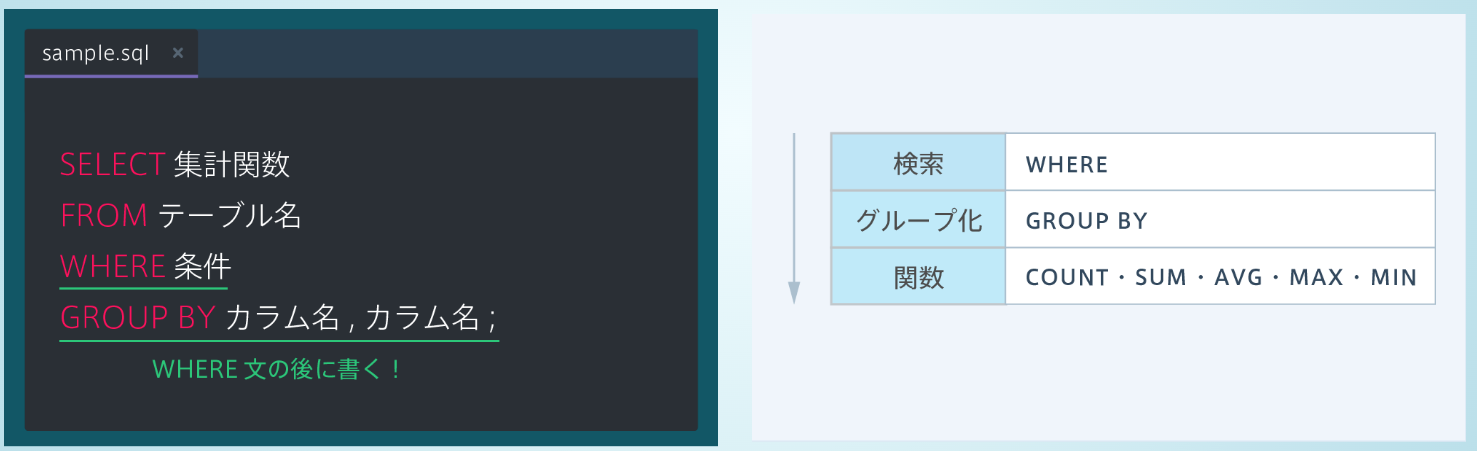 sample.sql ×
SELECT 集計関数
FROM テーブル名
WHERE 条件
GROUP BY カラム名 , カラム名 ;
WHERE 文の後に書く！
検索 WHERE
グループ化 GROUP BY
関数 COUNT・SUM・AVG・MAX・MIN